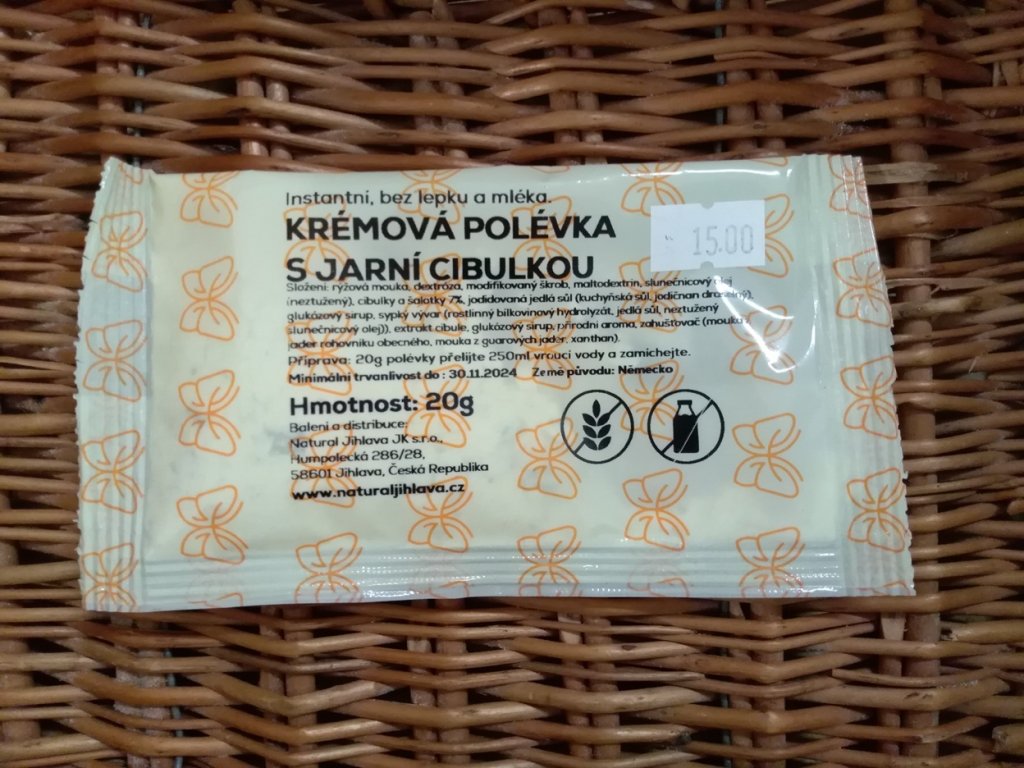 Instantní, bez lepku a mléka.
KRÉMOVÁ POLÉVKA
S JARNÍ CIBULKOU
15.00
Složení: rýžová mouka, dextróza, modifikovaný škrob, maltodextrin, slunečnicový olej
(neztužený), cibulky a šalotky 7%, jodidovaná jedlá sůl (kuchyňská sůl, jodičnan draselný),
glukózový sirup, sypký vývar (rostlinný bílkovinový hydrolyzát, jedlá sůl, neztužený
slunečnicový olej)), extrakt cibule, glukózový sirup, přírodní aroma, zahušťovač (mouka z
jader rohovníku obecného, mouka z guarových jader, xanthan).
Příprava: 20g polévky přelijte 250ml vroucí vody a zamíchejte.
Minimální trvanlivost do : 30.11.2024 Země původu: Německo
Hmotnost: 20g
Balení a distribuce:
Natural Jihlava JK s.r.o.,
Humpolecká 286/28,
58601 Jihlava, Česká Republika
www.naturaljihlava.cz